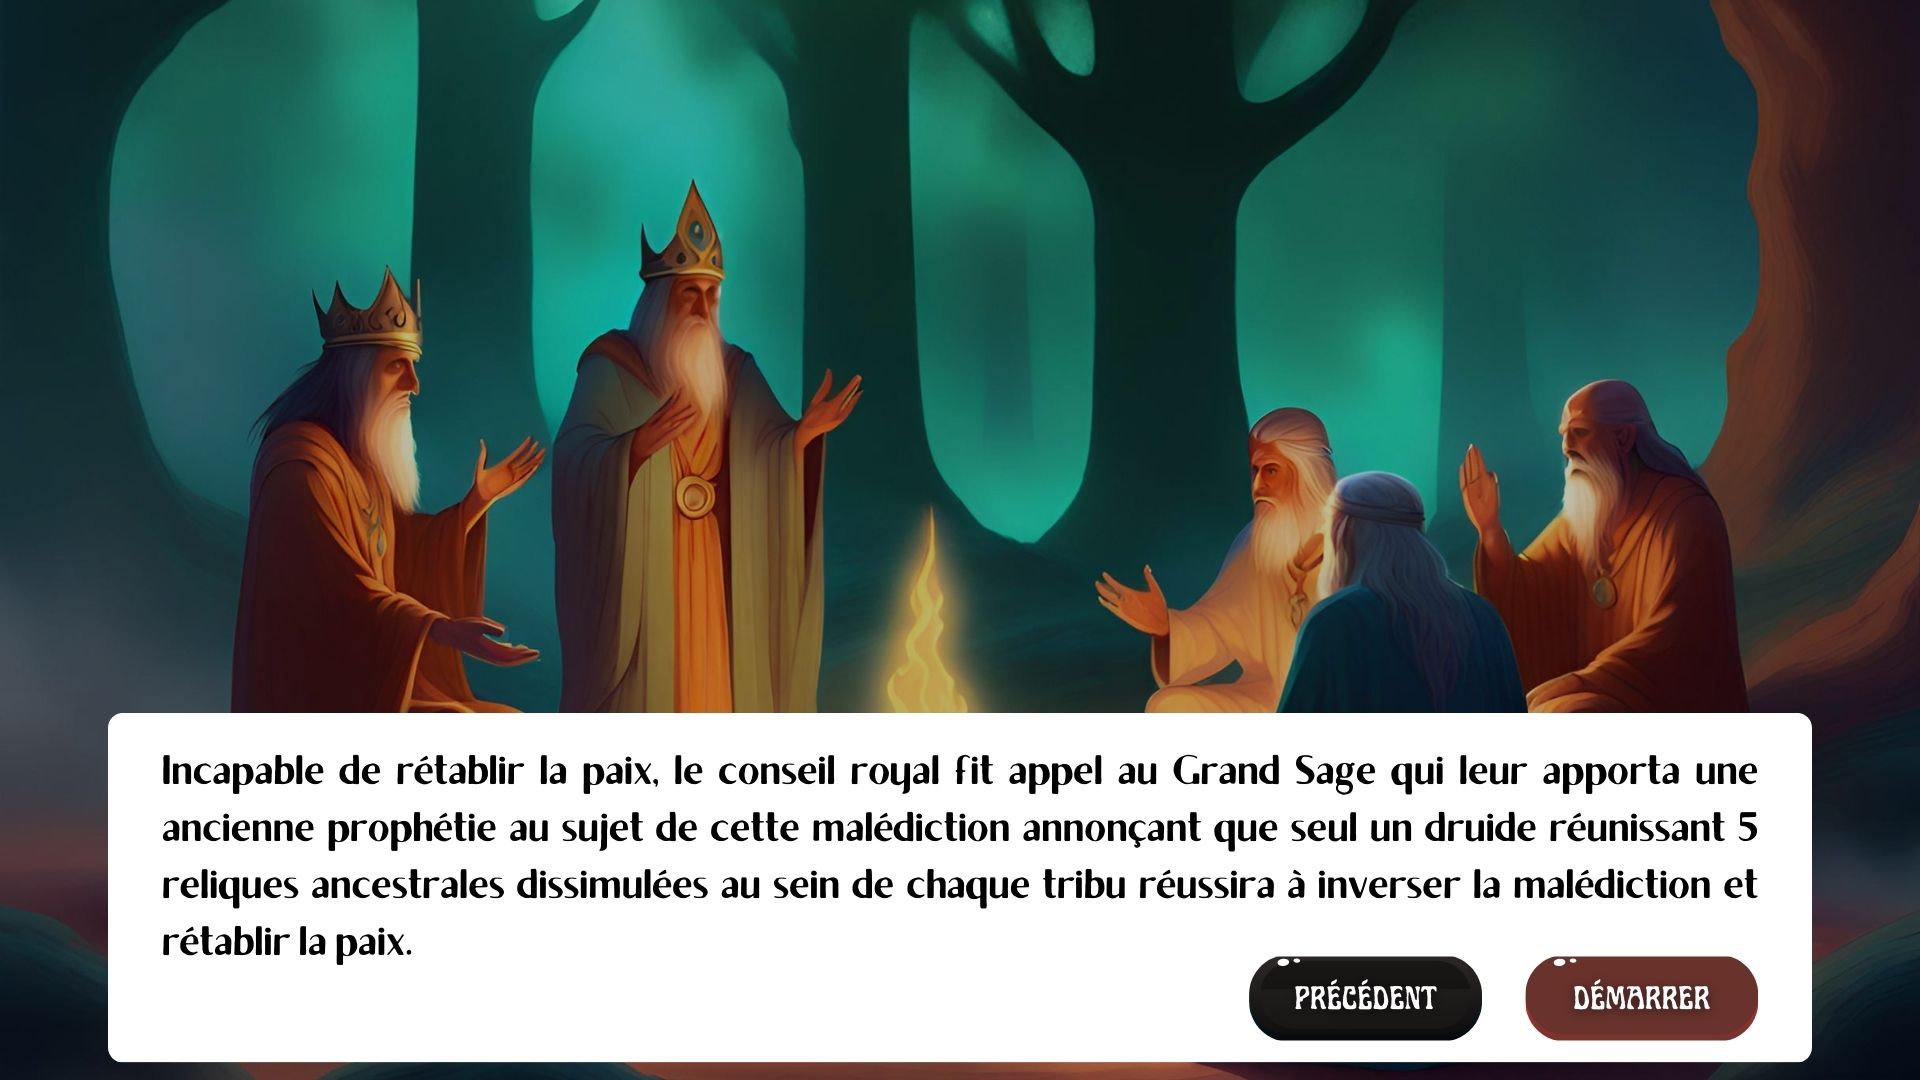 Incapable de rétablir la paix, le conseil royal fit appel au Grand Sage qui leur apporta une
ancienne prophétie au sujet de cette malédiction annonçant que seul un druide réunissant 5
reliques ancestrales dissimulées au sein de chaque tribu réussira à inverser la malédiction et
rétablir la paix.
PRÉCÉDENT
DÉMARRER